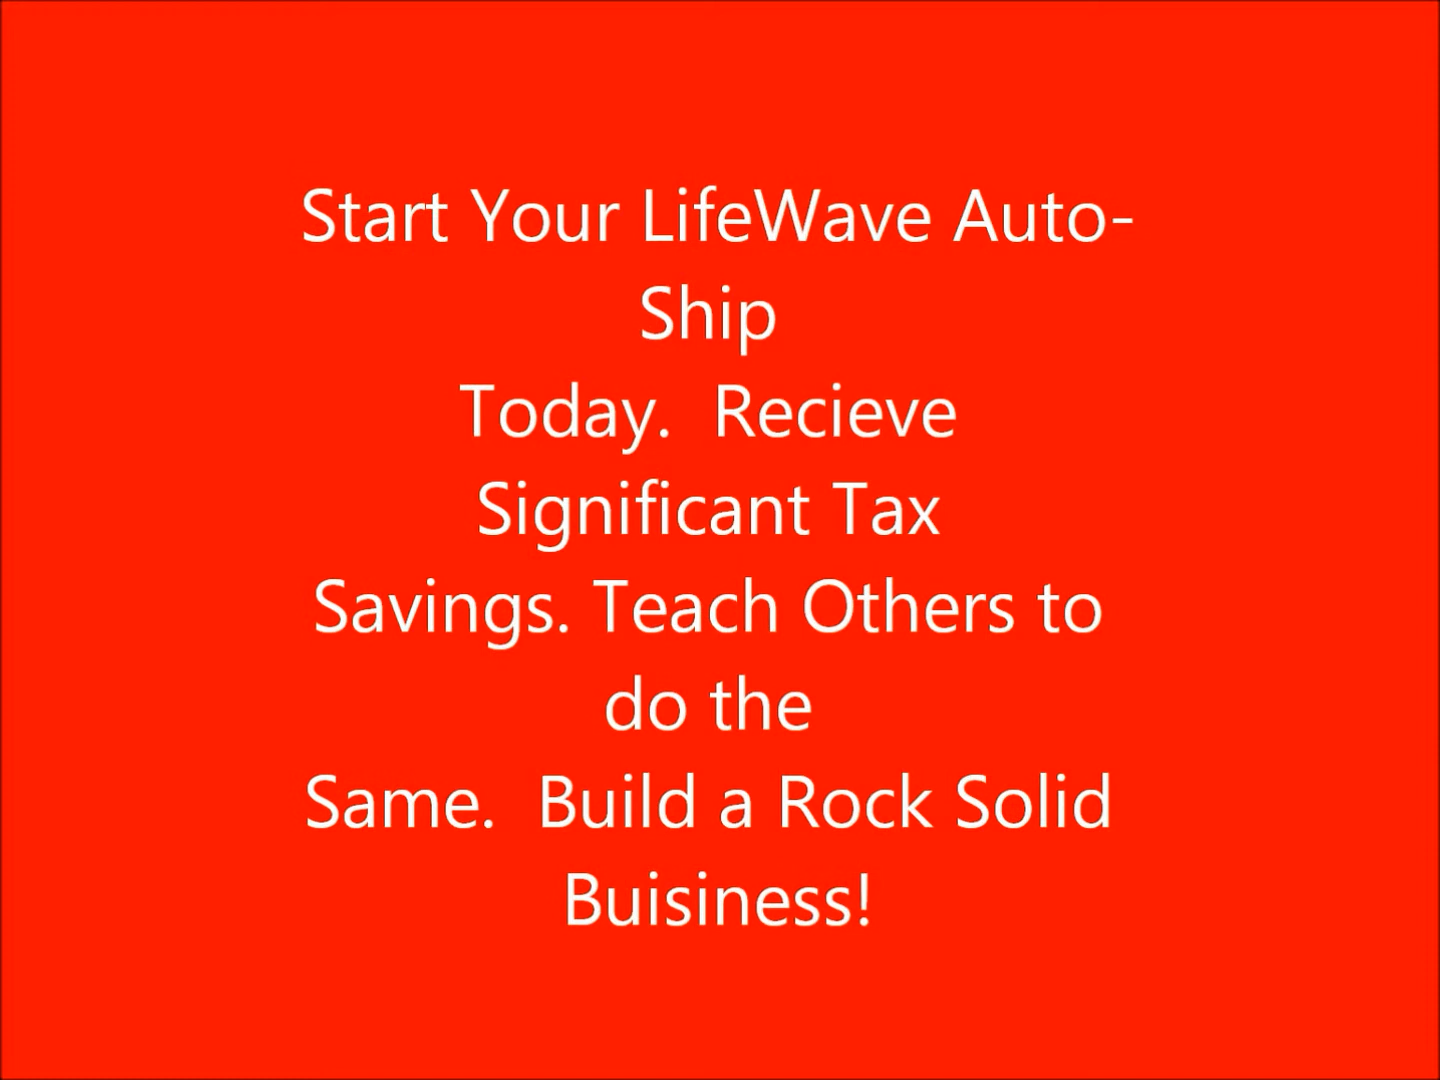 Start Your LifeWave Auto-
Ship
Today.  Recieve
Significant Tax
Savings. Teach Others to
do the
Same.  Build a Rock Solid
Buisiness!